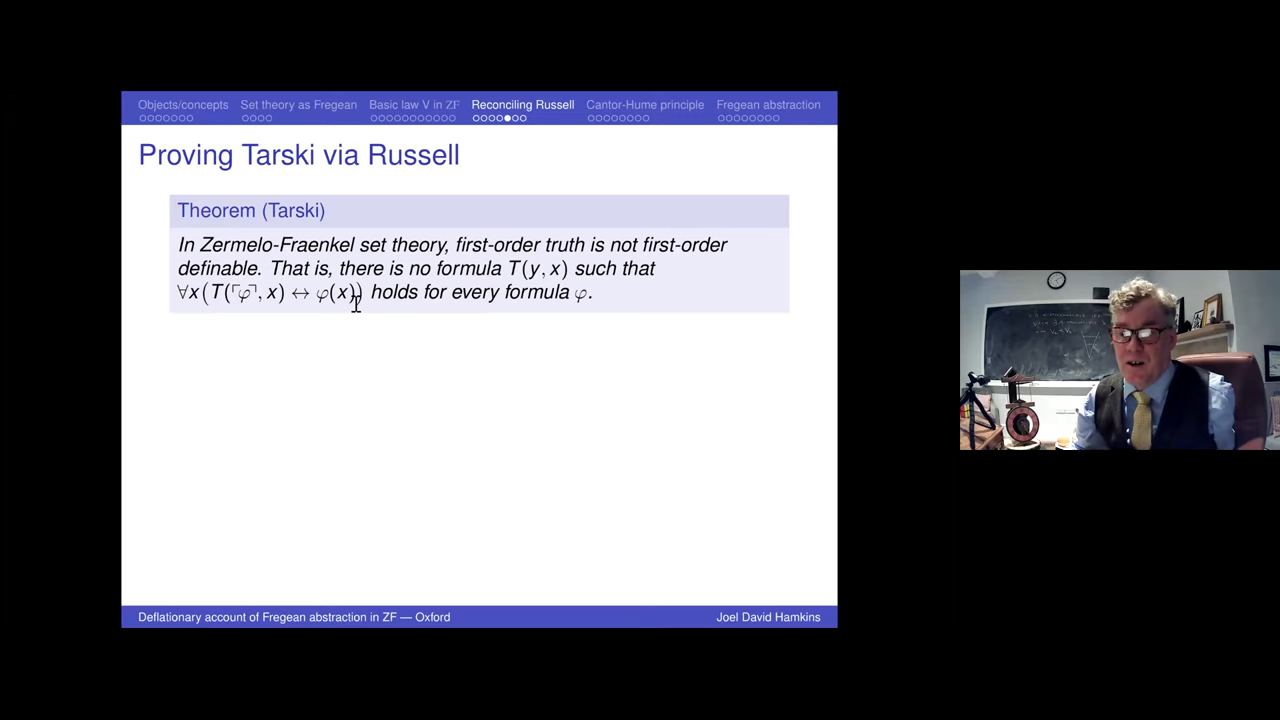 Objects/concepts Set theory as Fregean Basic law V in ZF Reconciling Russell Cantor-Hume principle Fregean abstraction
Proving Tarski via Russell
Theorem (Tarski)
In Zermelo-Fraenkel set theory, first-order truth is not first-order
definable. That is, there is no formula T(y, x) such that
∀x(T(⌜φ⌝, x) ↔ φ(x)) holds for every formula φ.
Deflationary account of Fregean abstraction in ZF — Oxford Joel David Hamkins